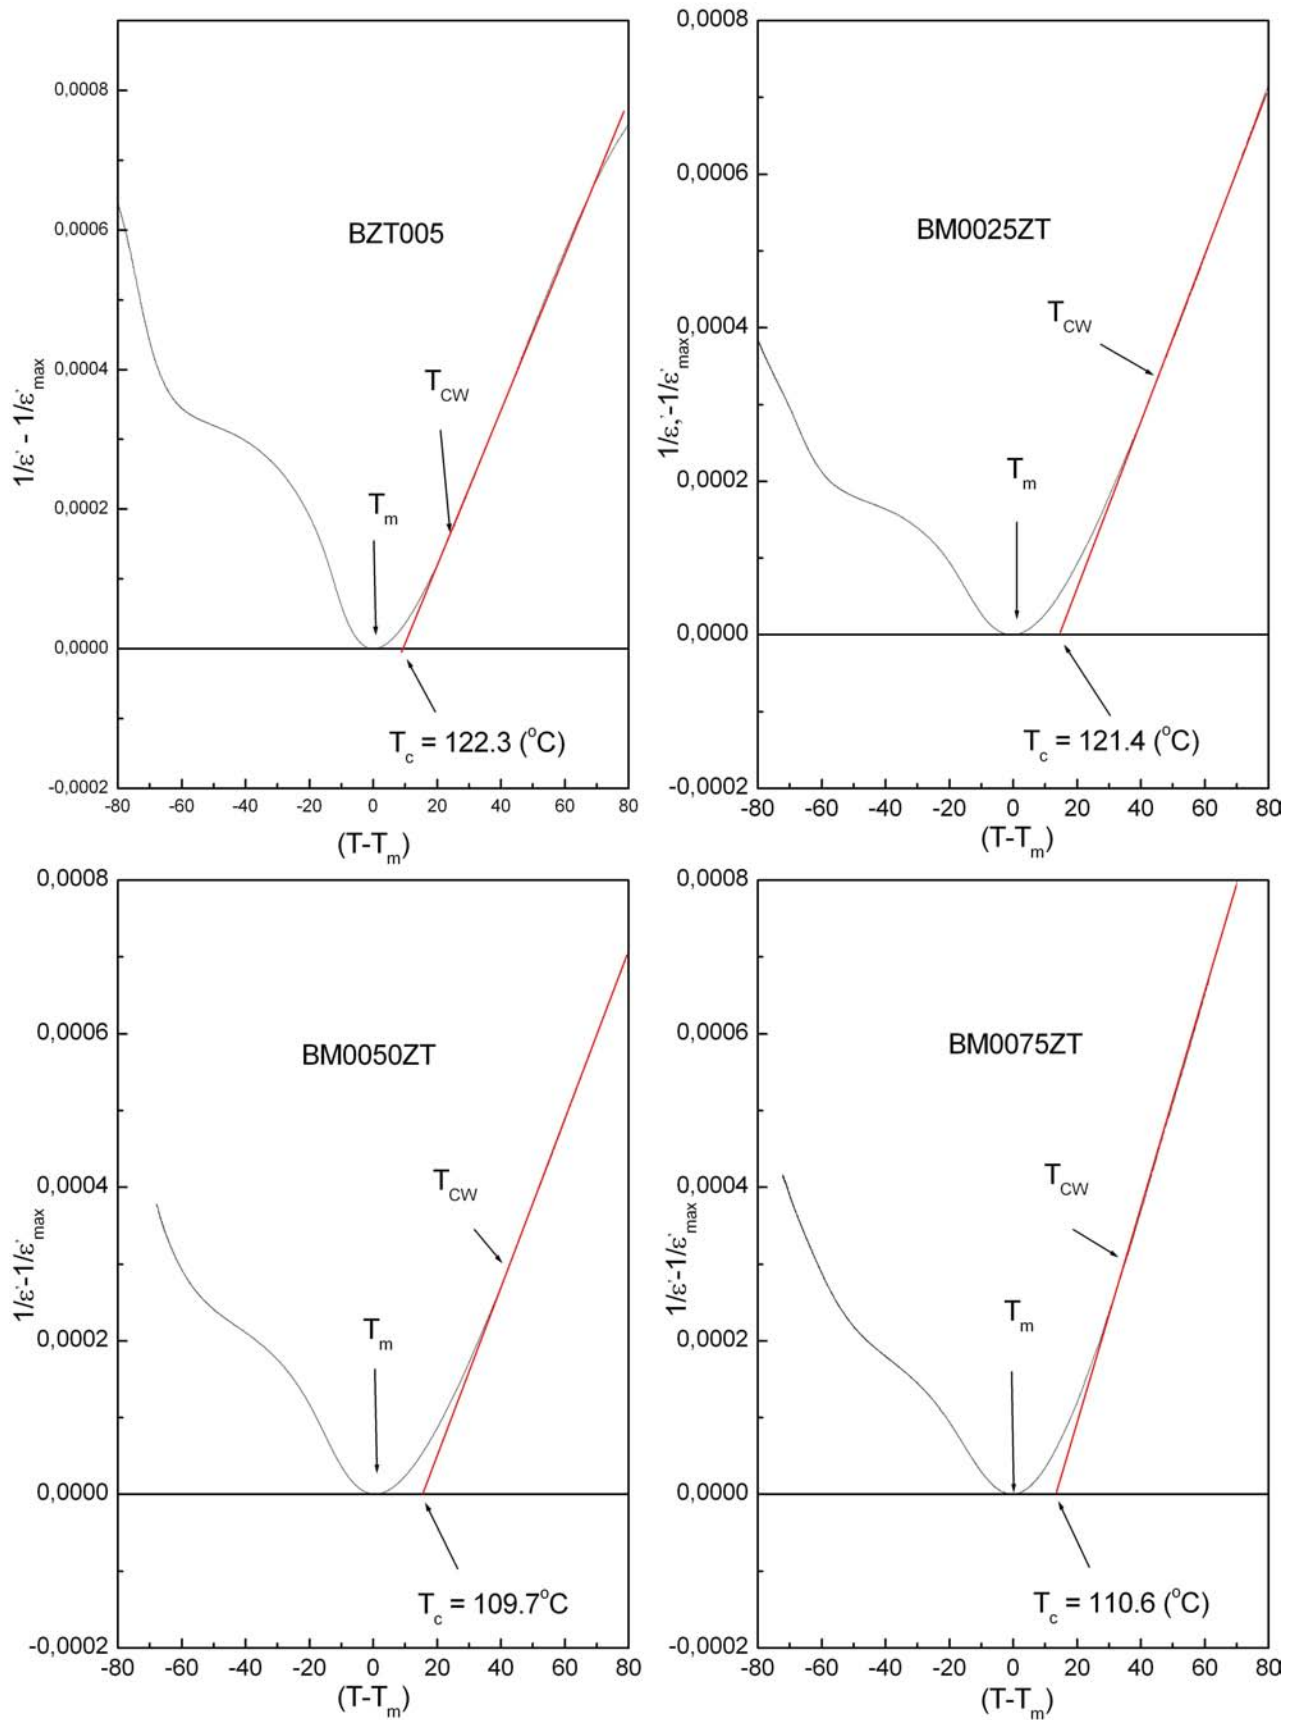 0,0008
0,0006
0,0004
0,0002
0,0000
-0,0002
1/ε' - 1/ε'max
BZT005
TCW
Tm
Tc = 122.3 (oC)
-80 -60 -40 -20 0 20 40 60 80
(T-Tm)
0,0008
0,0006
0,0004
0,0002
0,0000
-0,0002
1/ε,'-1/ε'max
BM0025ZT
TCW
Tm
Tc = 121.4 (oC)
-80 -60 -40 -20 0 20 40 60 80
(T-Tm)
0,0008
0,0006
0,0004
0,0002
0,0000
-0,0002
1/ε'-1/ε'max
BM0050ZT
TCW
Tm
Tc = 109.7oC
-80 -60 -40 -20 0 20 40 60 80
(T-Tm)
0,0008
0,0006
0,0004
0,0002
0,0000
-0,0002
1/ε'-1/ε'max
BM0075ZT
TCW
Tm
Tc = 110.6 (oC)
-80 -60 -40 -20 0 20 40 60 80
(T-Tm)